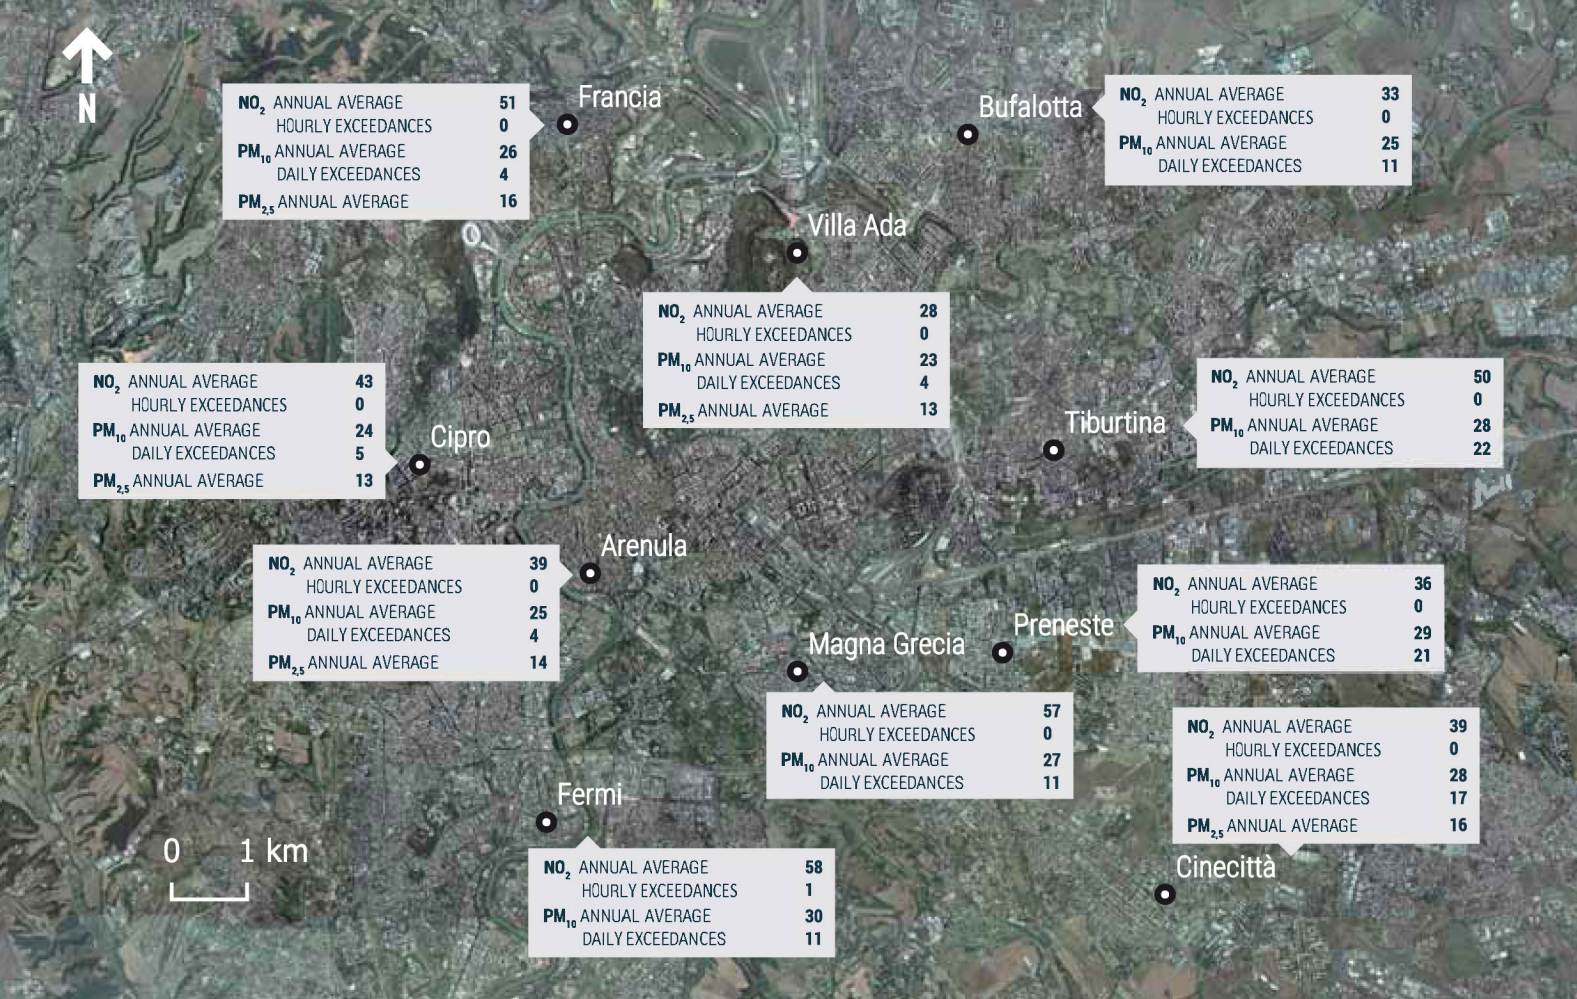 N
Francia
NO2 ANNUAL AVERAGE 51
HOURLY EXCEEDANCES 0
PM10 ANNUAL AVERAGE 26
DAILY EXCEEDANCES 4
PM2,5 ANNUAL AVERAGE 16
Bufalotta
NO2 ANNUAL AVERAGE 33
HOURLY EXCEEDANCES 0
PM10 ANNUAL AVERAGE 25
DAILY EXCEEDANCES 11
Villa Ada
NO2 ANNUAL AVERAGE 28
HOURLY EXCEEDANCES 0
PM10 ANNUAL AVERAGE 23
DAILY EXCEEDANCES 4
PM2,5 ANNUAL AVERAGE 13
NO2 ANNUAL AVERAGE 43
HOURLY EXCEEDANCES 0
PM10 ANNUAL AVERAGE 24
DAILY EXCEEDANCES 5
PM2,5 ANNUAL AVERAGE 13
Cipro
Tiburtina
NO2 ANNUAL AVERAGE 50
HOURLY EXCEEDANCES 0
PM10 ANNUAL AVERAGE 28
DAILY EXCEEDANCES 22
Arenula
NO2 ANNUAL AVERAGE 39
HOURLY EXCEEDANCES 0
PM10 ANNUAL AVERAGE 25
DAILY EXCEEDANCES 4
PM2,5 ANNUAL AVERAGE 14
Preneste
NO2 ANNUAL AVERAGE 36
HOURLY EXCEEDANCES 0
PM10 ANNUAL AVERAGE 29
DAILY EXCEEDANCES 21
Magna Grecia
NO2 ANNUAL AVERAGE 57
HOURLY EXCEEDANCES 0
PM10 ANNUAL AVERAGE 27
DAILY EXCEEDANCES 11
NO2 ANNUAL AVERAGE 39
HOURLY EXCEEDANCES 0
PM10 ANNUAL AVERAGE 28
DAILY EXCEEDANCES 17
PM2,5 ANNUAL AVERAGE 16
Cinecittà
Fermi
NO2 ANNUAL AVERAGE 58
HOURLY EXCEEDANCES 1
PM10 ANNUAL AVERAGE 30
DAILY EXCEEDANCES 11
0 1 km